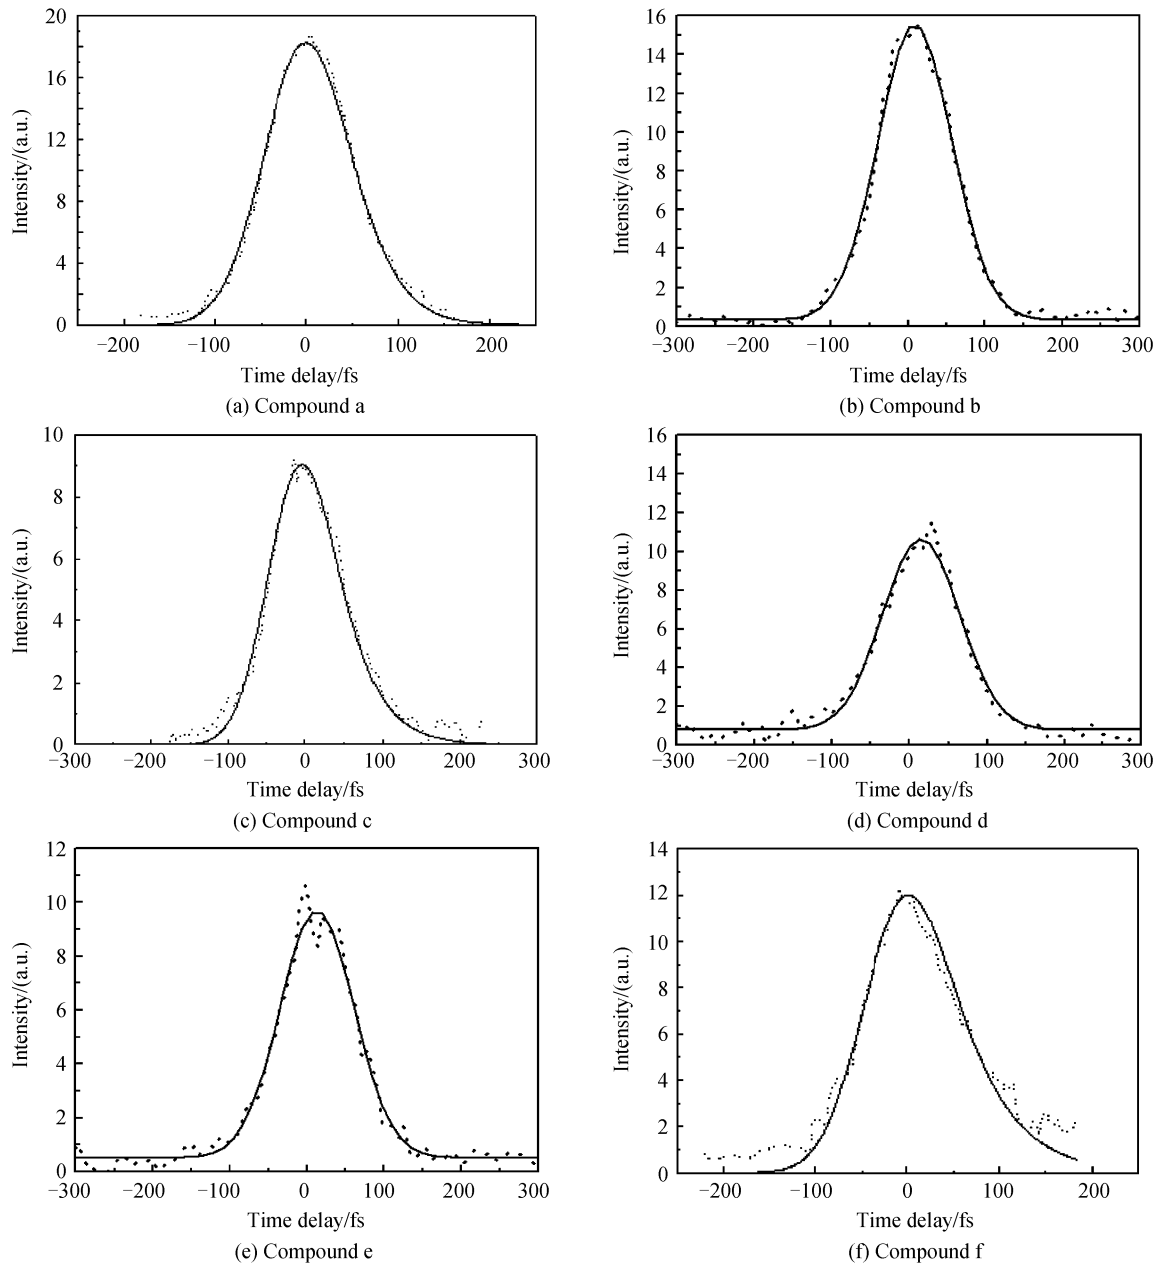 20
16
12
8
4
0
Intensity/(a.u.)
−200 −100 0 100 200
Time delay/fs
(a) Compound a
16
14
12
10
8
6
4
2
0
Intensity/(a.u.)
−300 −200 −100 0 100 200 300
Time delay/fs
(b) Compound b
10
8
6
4
2
0
Intensity/(a.u.)
−300 −200 −100 0 100 200 300
Time delay/fs
(c) Compound c
16
14
12
10
8
6
4
2
0
Intensity/(a.u.)
−300 −200 −100 0 100 200 300
Time delay/fs
(d) Compound d
12
10
8
6
4
2
0
Intensity/(a.u.)
−300 −200 −100 0 100 200 300
Time delay/fs
(e) Compound e
14
12
10
8
6
4
2
0
Intensity/(a.u.)
−200 −100 0 100 200
Time delay/fs
(f) Compound f